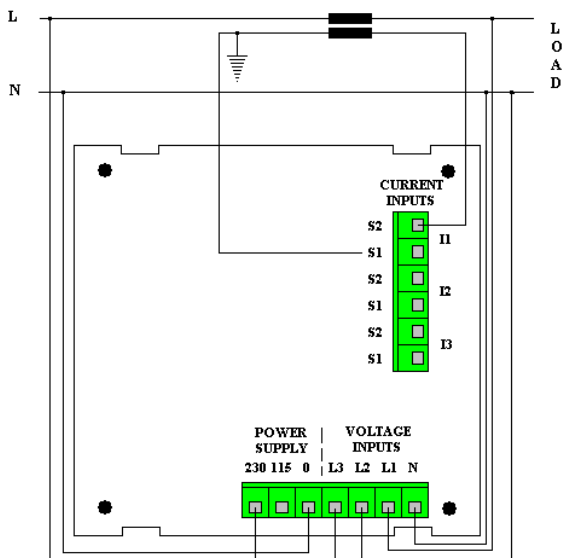 L
L
O
A
D
N
CURRENT
INPUTS
S2
I1
S1
S2
I2
S1
S2
I3
S1
POWER
SUPPLY
VOLTAGE
INPUTS
230 115 0 L3 L2 L1 N